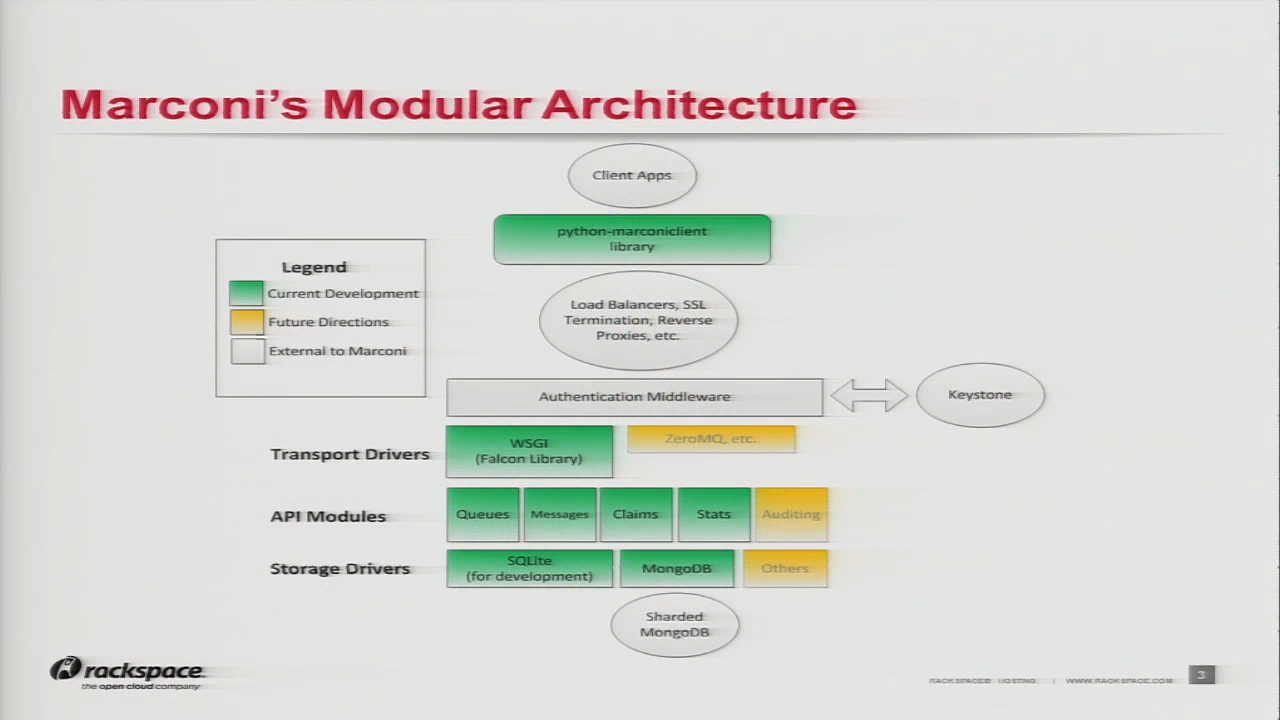 Marconi's Modular Architecture
Client Apps
python-marconiclient
library
Legend
Current Development
Future Directions
External to Marconi
Load Balancers, SSL
Termination, Reverse
Proxies, etc.
Authentication Middleware
Keystone
Transport Drivers
WSGI
(Falcon Library)
ZeroMQ, etc.
API Modules
Queues
Messages
Claims
Stats
Auditing
Storage Drivers
SQLite
(for development)
MongoDB
Others
Sharded
MongoDB
rackspace.
the open cloud company
RACKSPACE® HOSTING | WWW.RACKSPACE.COM
3